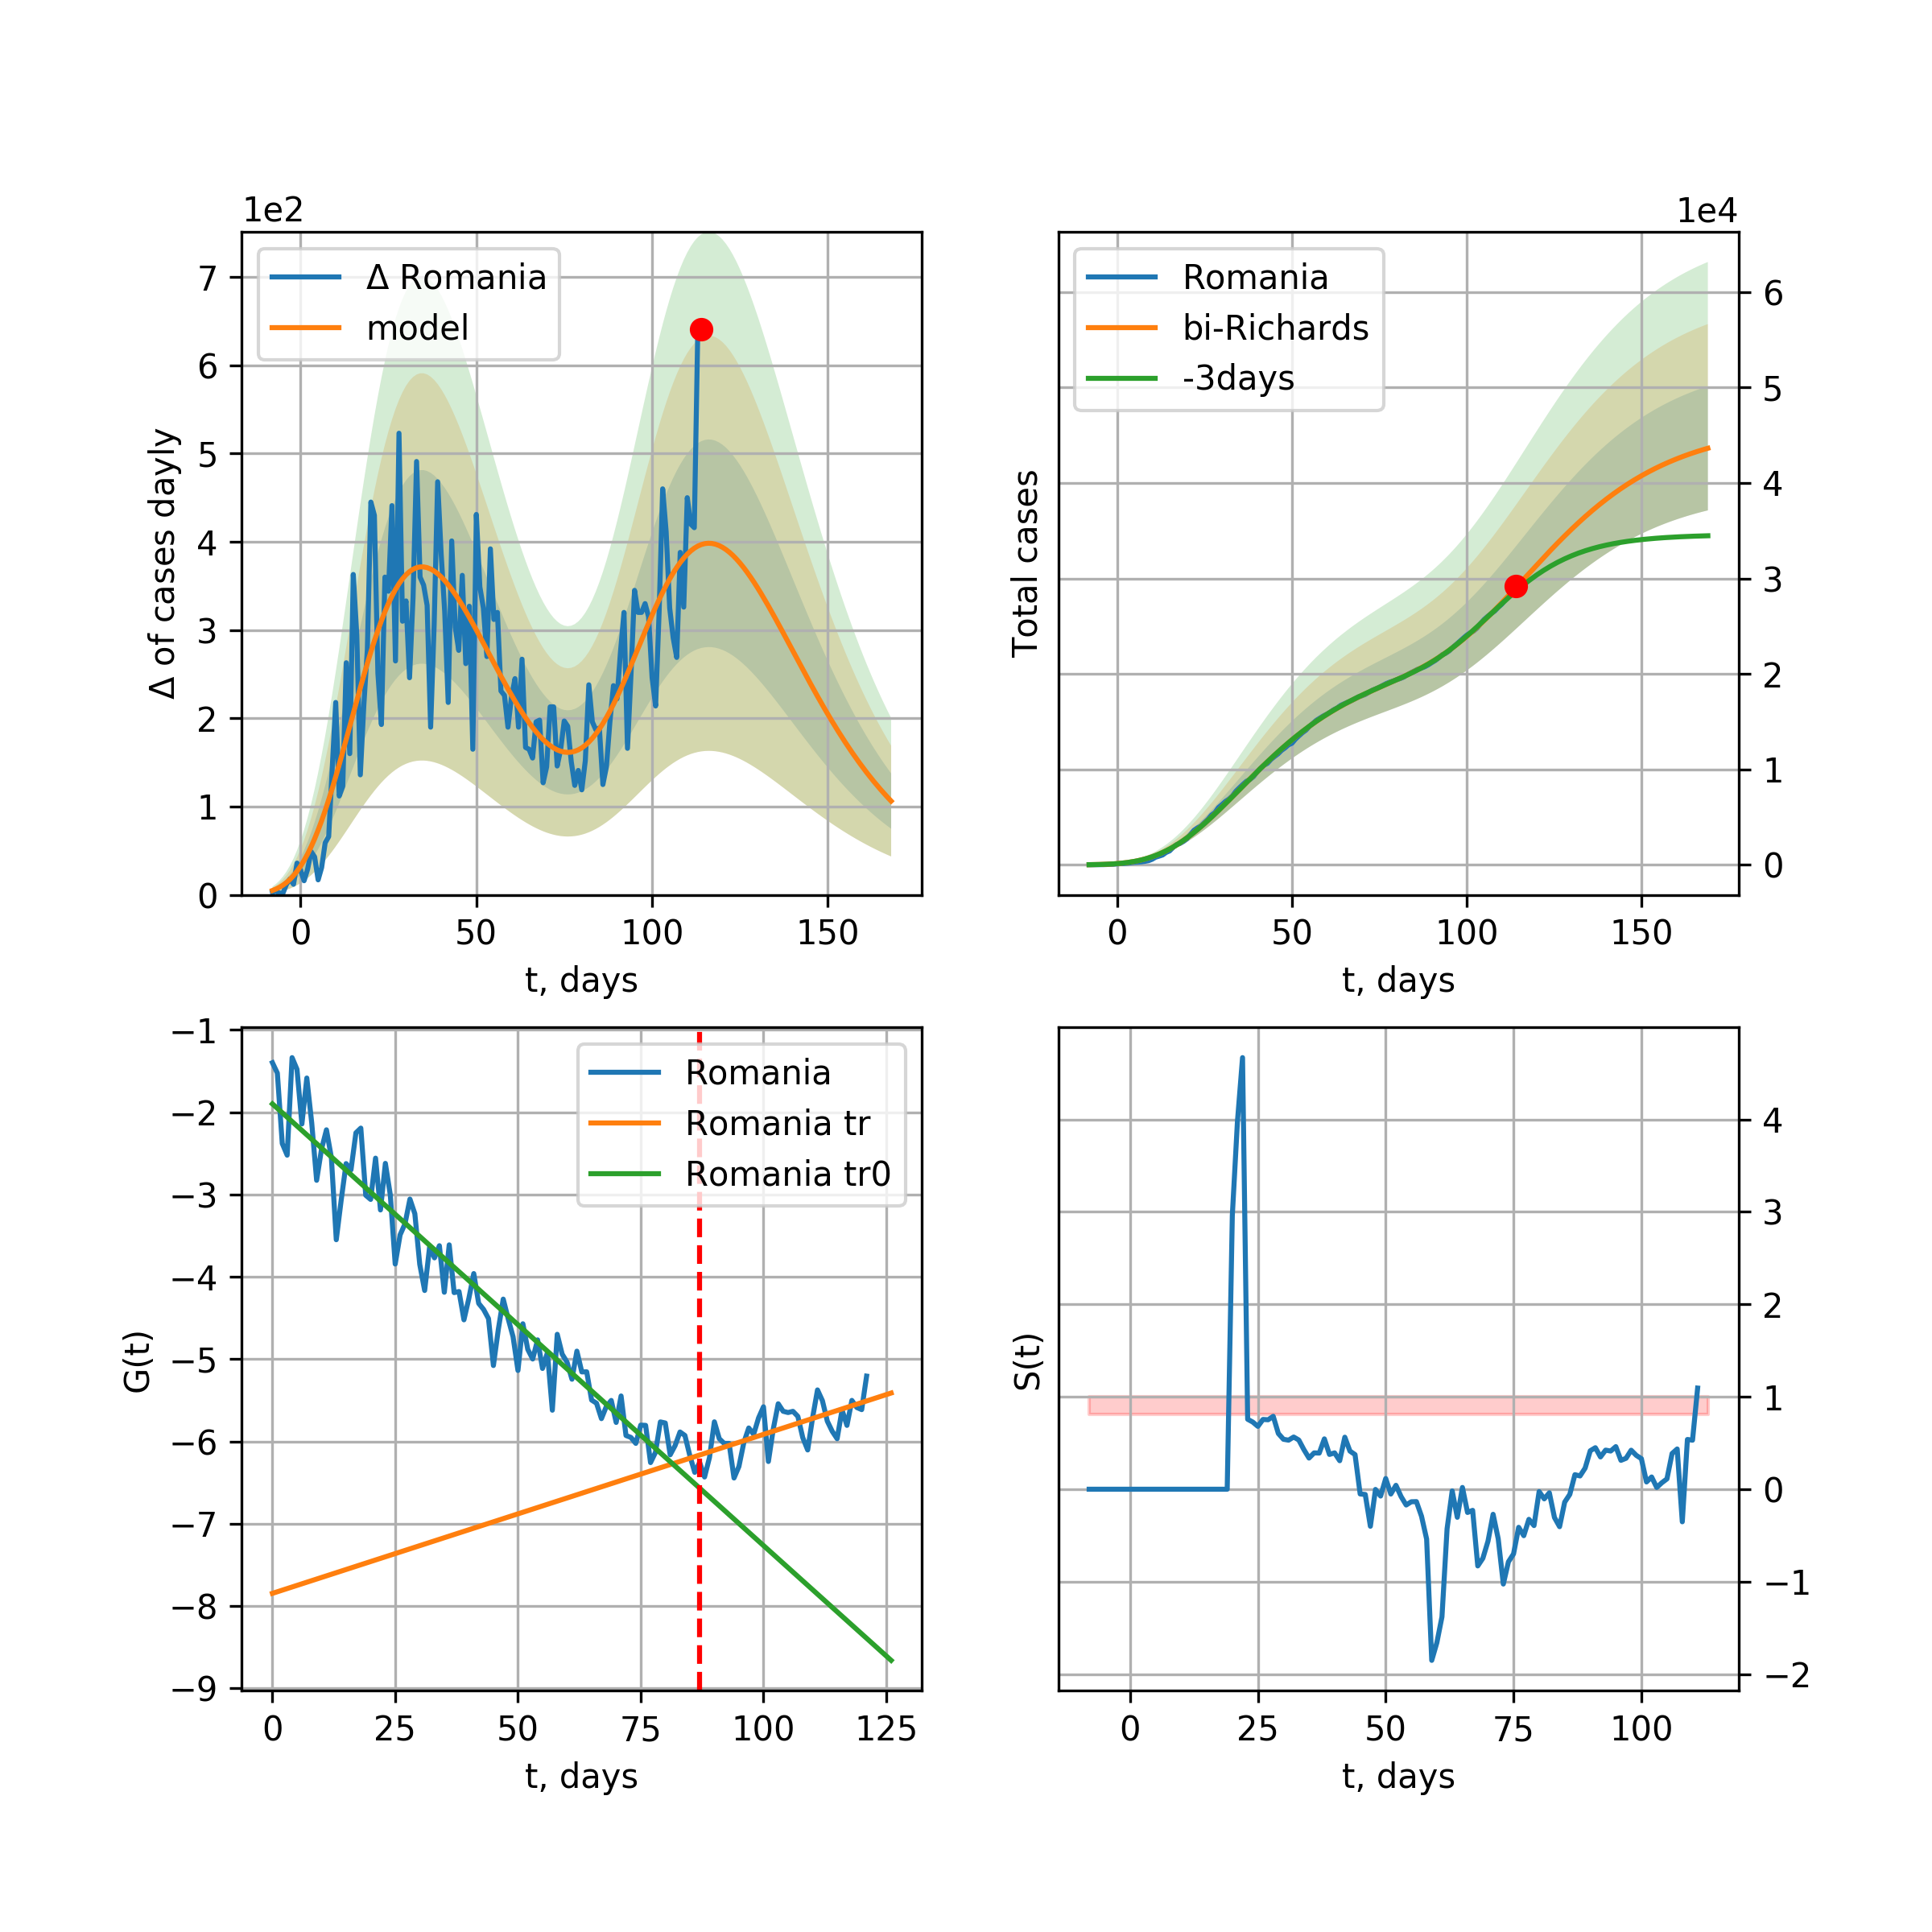 1e2
Δ of cases dayly
7
6
5
4
3
2
1
0
Δ Romania
model
0 50 100 150
t, days
1e4
Total cases
Romania
bi-Richards
-3days
6
5
4
3
2
1
0
0 50 100 150
t, days
G(t)
−1
−2
−3
−4
−5
−6
−7
−8
−9
Romania
Romania tr
Romania tr0
0 25 50 75 100 125
t, days
S(t)
4
3
2
1
0
−1
−2
0 25 50 75 100
t, days